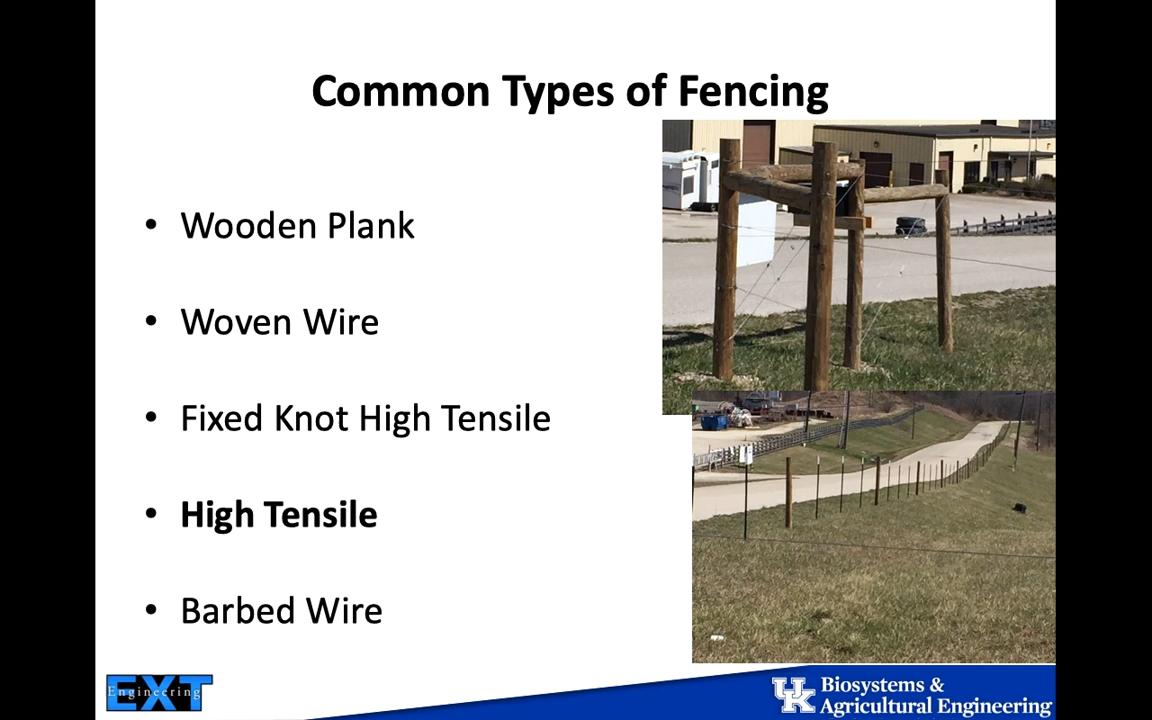 Common Types of Fencing
• Wooden Plank
• Woven Wire
• Fixed Knot High Tensile
• High Tensile
• Barbed Wire
EXT
Engineering
UK
Biosystems &
Agricultural Engineering